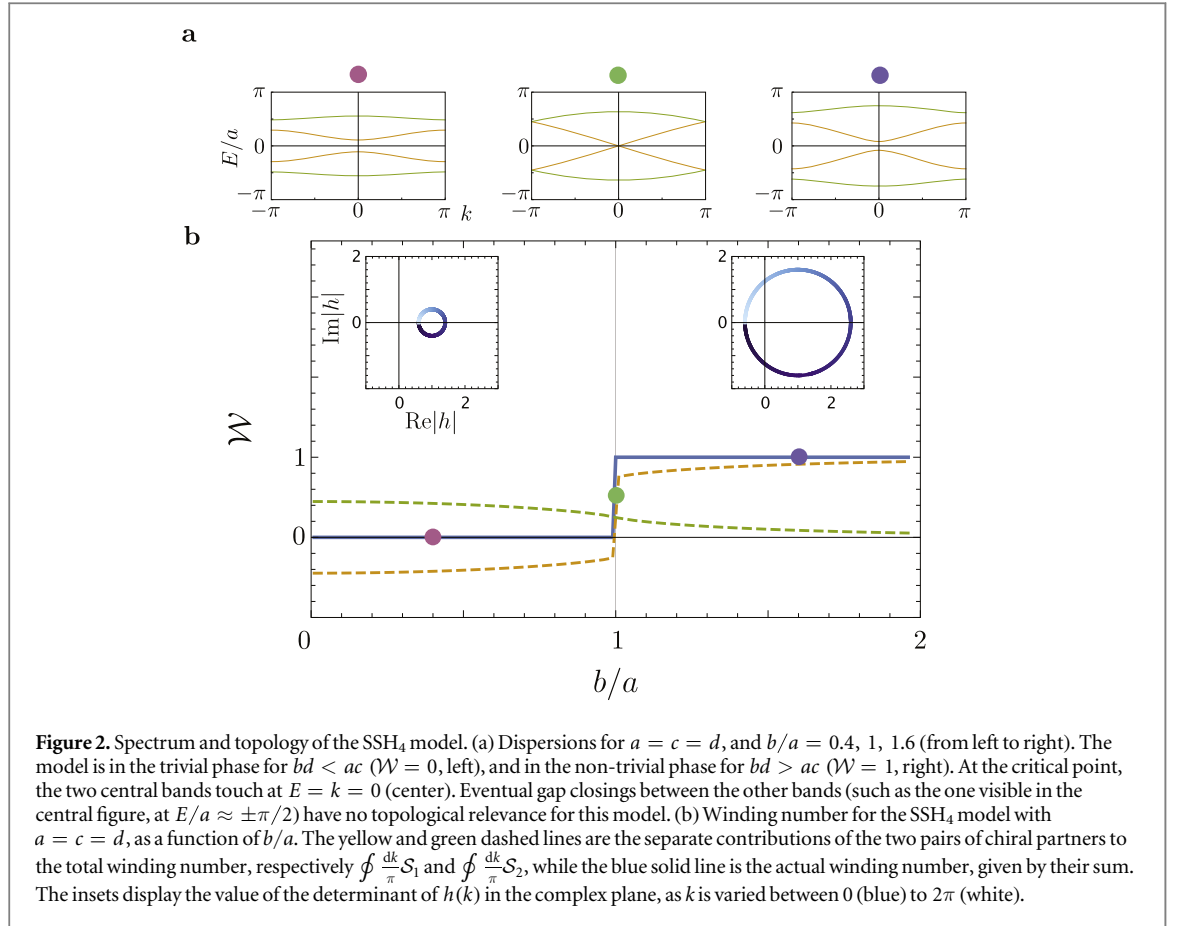 a
π π π
E/a
0 0 0
−π −π −π
−π 0 π k −π 0 π −π 0 π
b
2 2
Im|h|
0 0
0 2 0 2
Re|h|
𝒲
1
0
0 1 2
b/a
Figure 2. Spectrum and topology of the SSH₄ model. (a) Dispersions for a = c = d, and b/a = 0.4, 1, 1.6 (from left to right). The
model is in the trivial phase for bd < ac (𝒲 = 0, left), and in the non-trivial phase for bd > ac (𝒲 = 1, right). At the critical point,
the two central bands touch at E = k = 0 (center). Eventual gap closings between the other bands (such as the one visible in the
central figure, at E/a ≈ ±π/2) have no topological relevance for this model. (b) Winding number for the SSH₄ model with
a = c = d, as a function of b/a. The yellow and green dashed lines are the separate contributions of the two pairs of chiral partners to
the total winding number, respectively ∮ dk/π 𝒮₁ and ∮ dk/π 𝒮₂, while the blue solid line is the actual winding number, given by their sum.
The insets display the value of the determinant of h(k) in the complex plane, as k is varied between 0 (blue) to 2π (white).